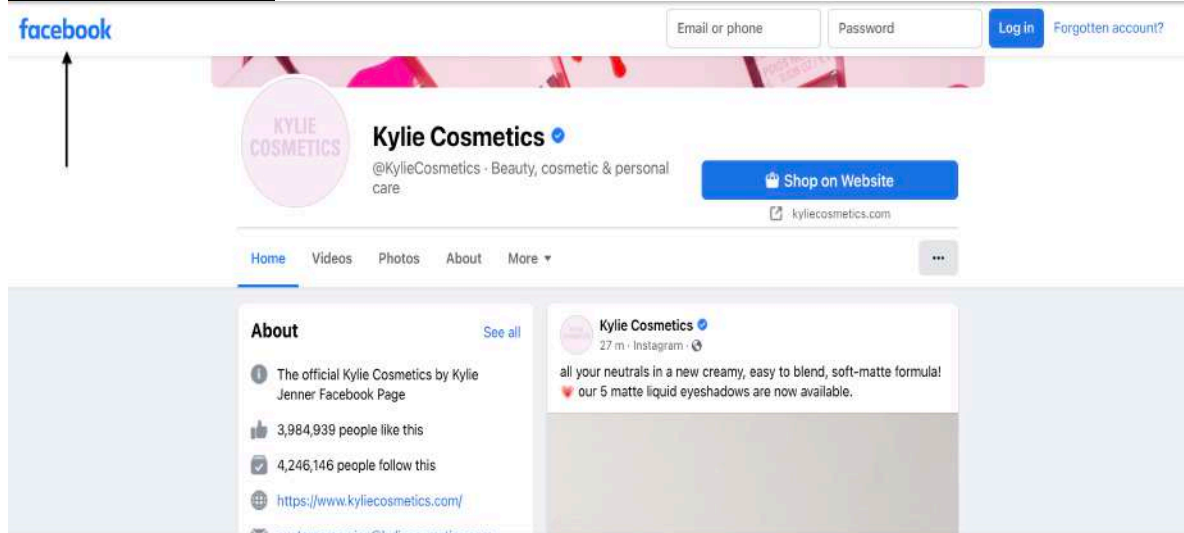 facebook
Email or phone
Password
Log in
Forgotten account?
KYLIE
COSMETICS
Kylie Cosmetics
@KylieCosmetics · Beauty, cosmetic & personal
care
Shop on Website
kyliecosmetics.com
Home
Videos
Photos
About
More
About
See all
The official Kylie Cosmetics by Kylie
Jenner Facebook Page
3,984,939 people like this
4,246,146 people follow this
https://www.kyliecosmetics.com/
Kylie Cosmetics
27 m · Instagram ·
all your neutrals in a new creamy, easy to blend, soft-matte formula!
our 5 matte liquid eyeshadows are now available.